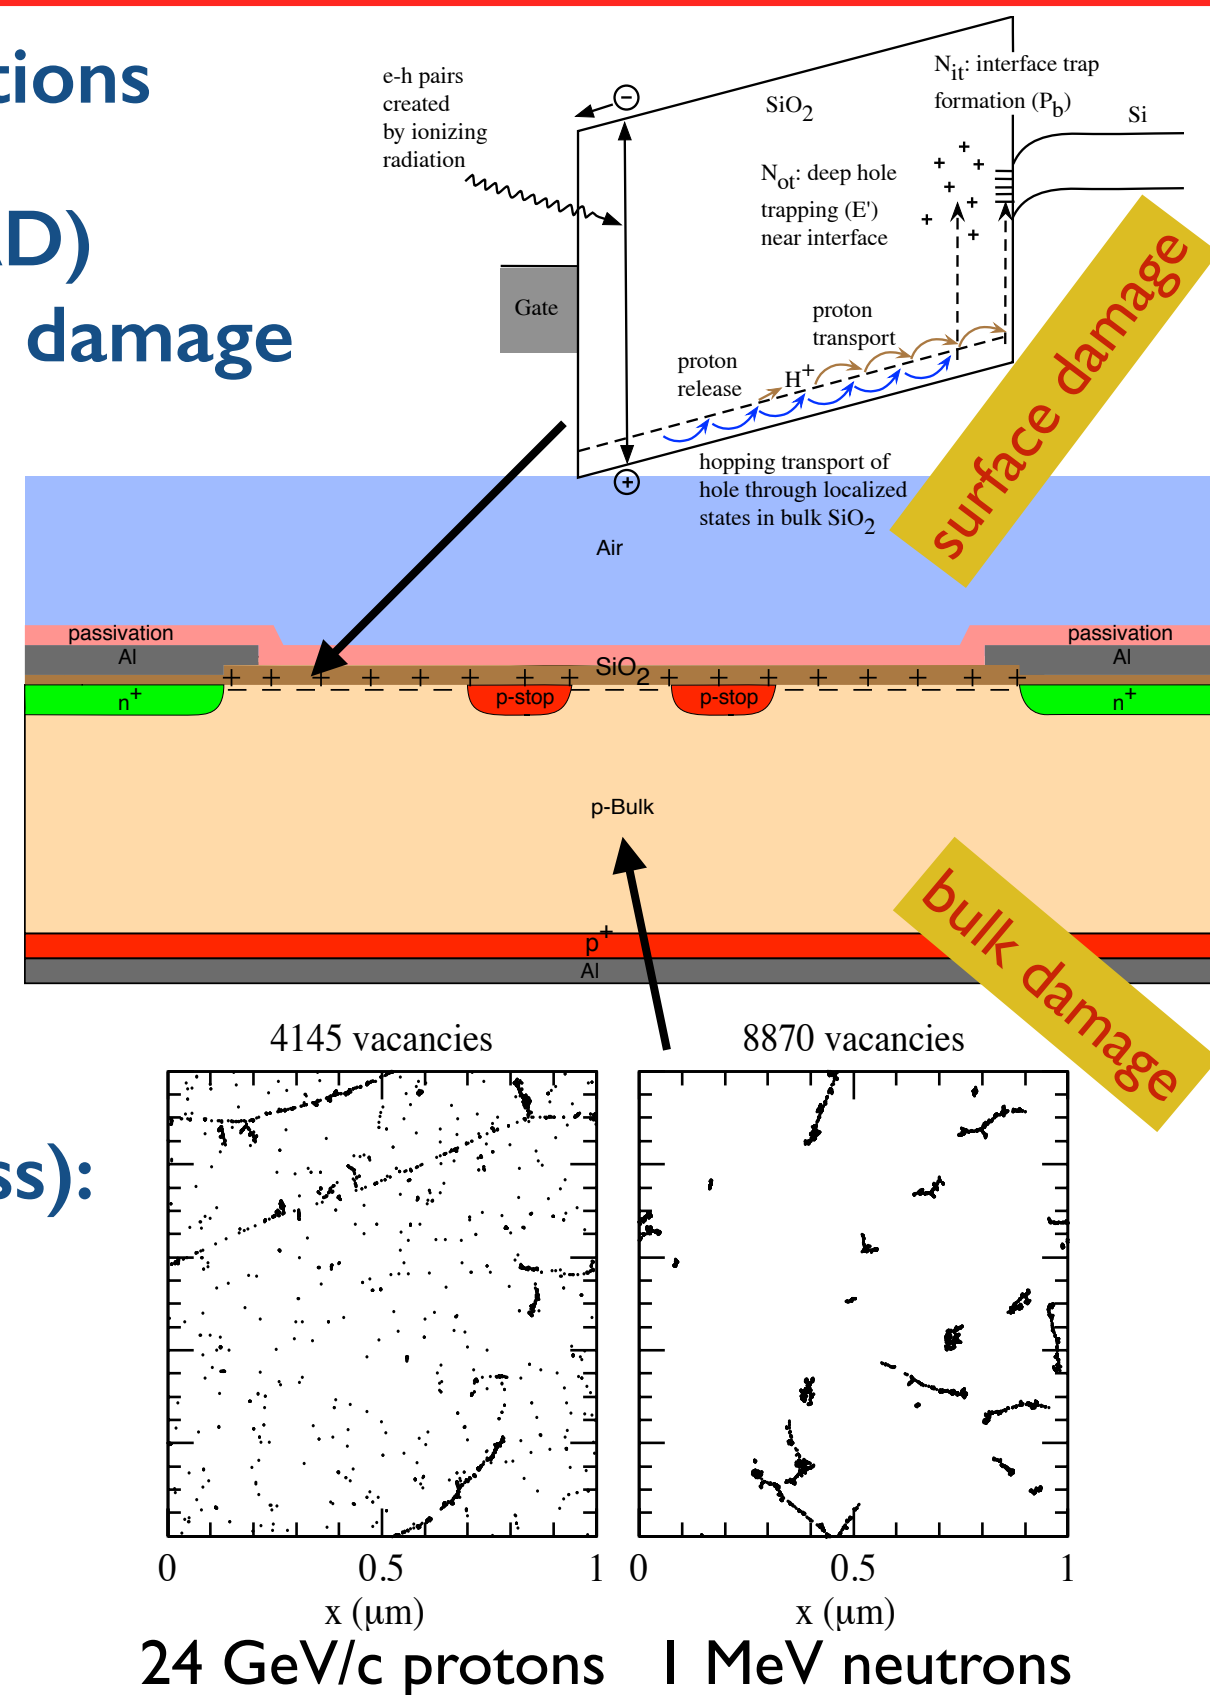 tions
AD)
damage
e-h pairs
created
by ionizing
radiation
−
SiO2
Nit: interface trap
formation (Pb)
Si
Not: deep hole
trapping (E')
near interface
+ + + + + + +
Gate
proton
transport
proton
release
H+
hopping transport of
hole through localized
states in bulk SiO2
+
surface damage
Air
passivation
passivation
Al
Al
SiO2
n+
p-stop
p-stop
n+
p-Bulk
bulk damage
p+
Al
4145 vacancies
8870 vacancies
ss):
0 0.5 1
0 0.5 1
x (μm)
x (μm)
24 GeV/c protons
1 MeV neutrons